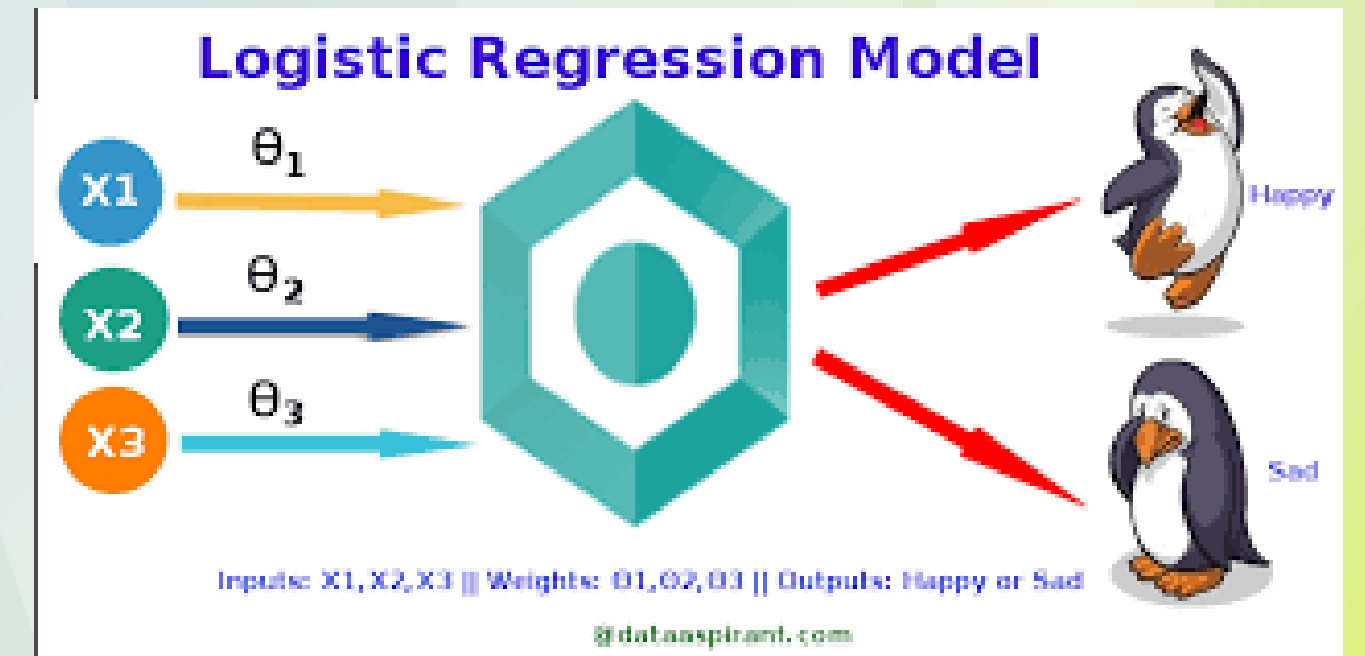 Logistic Regression Model
X1
θ1
Happy
X2
θ2
X3
θ3
Sad
Inputs: X1, X2, X3 || Weights: Θ1,Θ2,Θ3 || Outputs: Happy or Sad
@dataaspirant.com